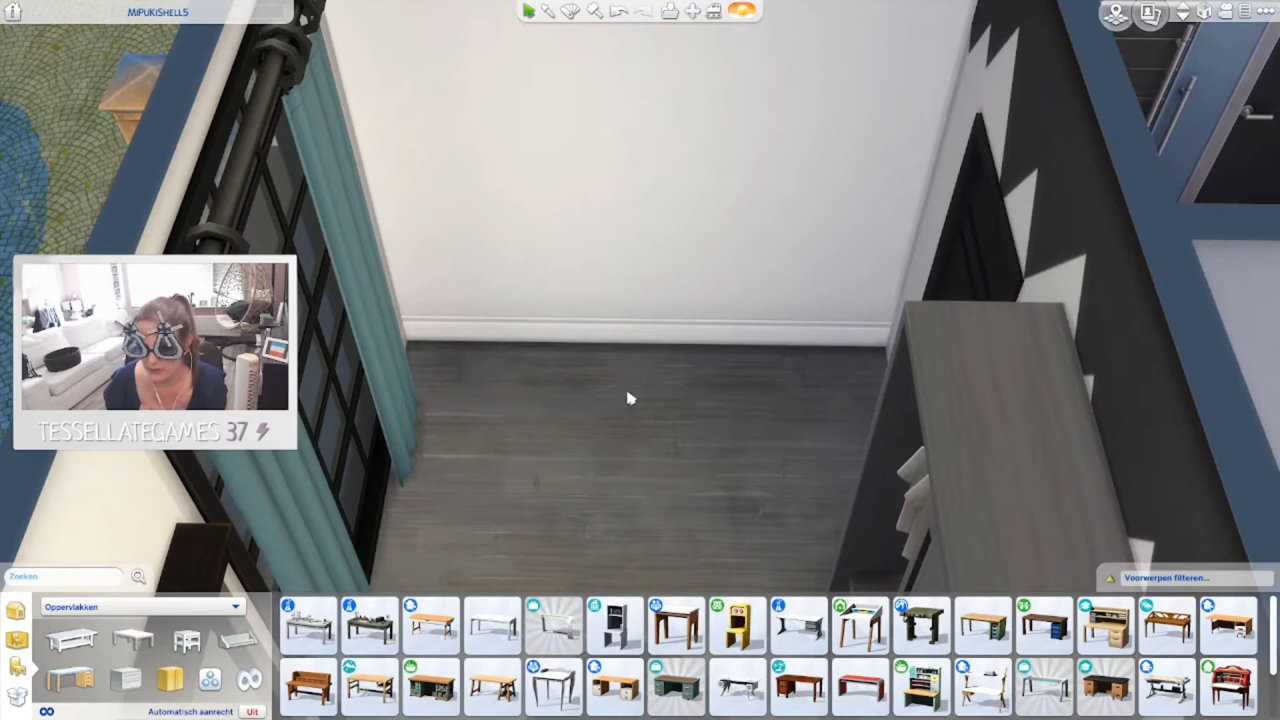 MIPUKISHELL5
TESSELLATEGAMES 37
Zoeken
Voorwerpen filteren...
Oppervlakken
Automatisch aanrecht
Uit